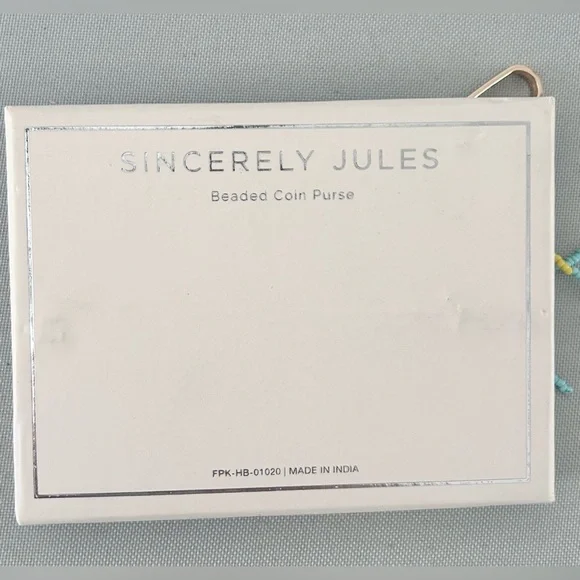 SINCERELY JULES
Beaded Coin Purse
FPK-HB-01020 | MADE IN INDIA